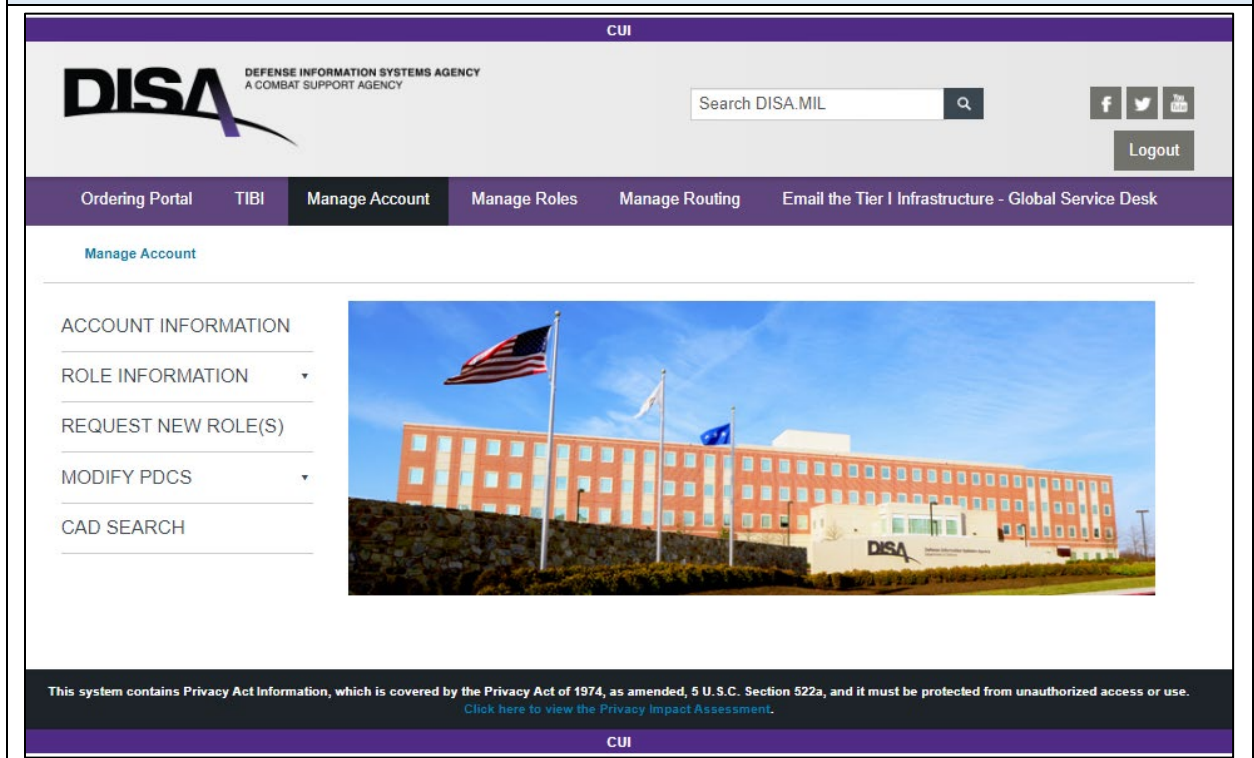 CUI
DISA
DEFENSE INFORMATION SYSTEMS AGENCY
A COMBAT SUPPORT AGENCY
Search DISA.MIL
f
You Tube
Logout
Ordering Portal TIBI Manage Account Manage Roles Manage Routing Email the Tier I Infrastructure - Global Service Desk
Manage Account
ACCOUNT INFORMATION
ROLE INFORMATION
REQUEST NEW ROLE(S)
MODIFY PDCS
CAD SEARCH
DISA
This system contains Privacy Act Information, which is covered by the Privacy Act of 1974, as amended, 5 U.S.C. Section 522a, and it must be protected from unauthorized access or use.
Click here to view the Privacy Impact Assessment.
CUI